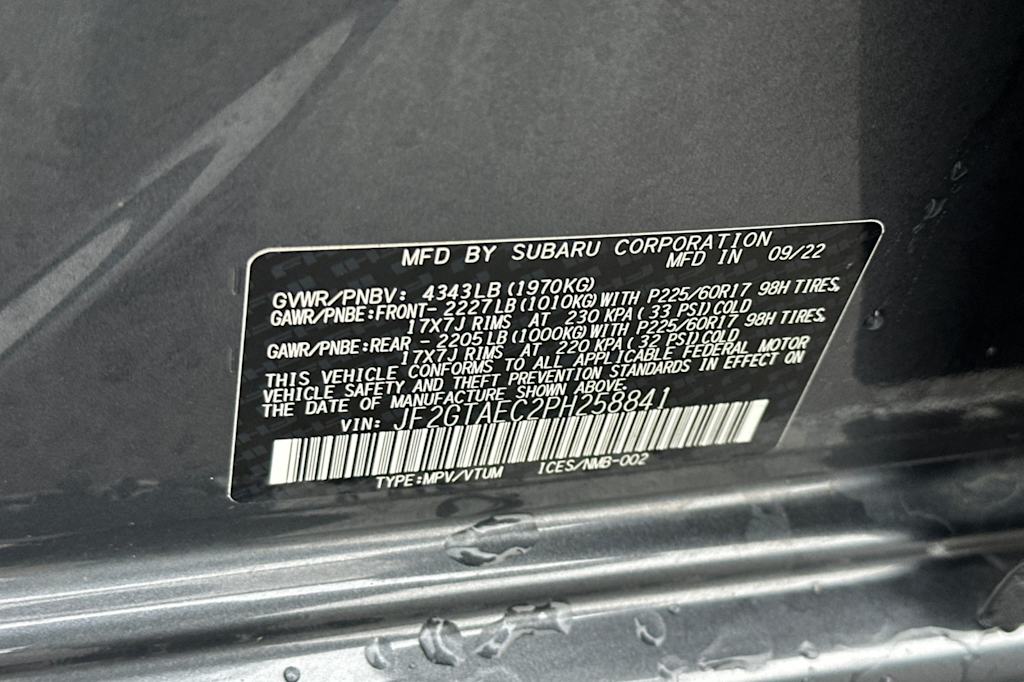 MFD BY SUBARU CORPORATION
MFD IN 09/22
GVWR/PNBV: 4343LB (1970KG)
GAWR/PNBE:FRONT- 2227LB (1010KG) WITH P225/60R17 98H TIRES,
17X7J RIMS AT 230 KPA ( 33 PSI) COLD
GAWR/PNBE:REAR - 2205LB (1000KG) WITH P225/60R17 98H TIRES,
17X7J RIMS AT 220 KPA ( 32 PSI) COLD
THIS VEHICLE CONFORMS TO ALL APPLICABLE FEDERAL MOTOR
VEHICLE SAFETY AND THEFT PREVENTION STANDARDS IN EFFECT ON
THE DATE OF MANUFACTURE SHOWN ABOVE.
VIN: JF2GTAEC2PH258841
TYPE:MPV/VTUM ICES/NMB-002